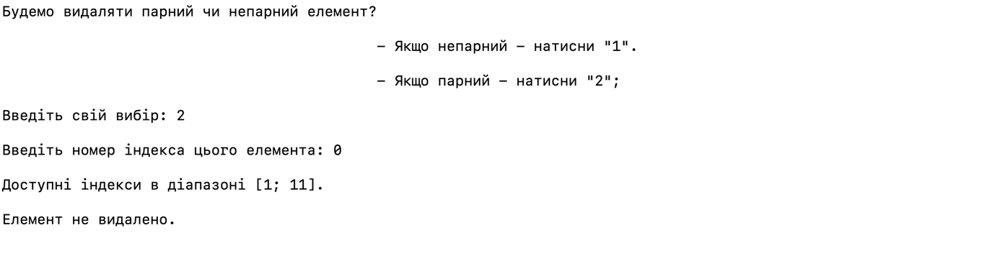 Будемо видаляти парний чи непарний елемент?
– Якщо непарний – натисни "1".
– Якщо парний – натисни "2";
Введіть свій вибір: 2
Введіть номер індекса цього елемента: 0
Доступні індекси в діапазоні [1; 11].
Елемент не видалено.